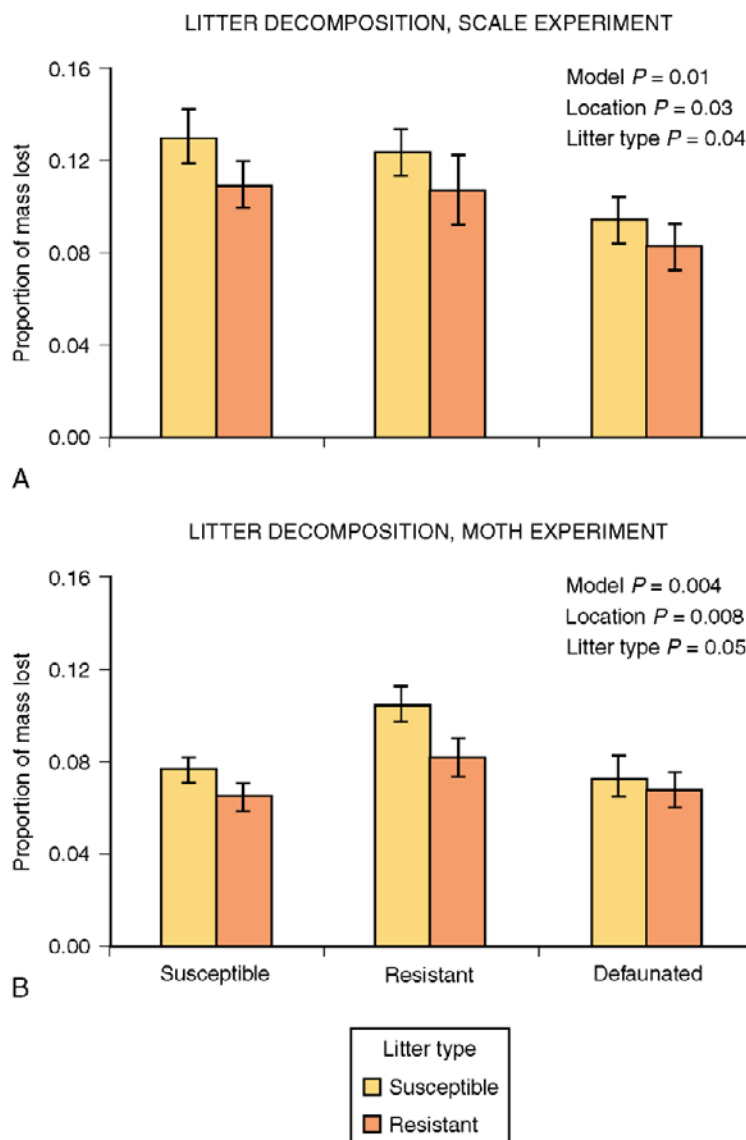 LITTER DECOMPOSITION, SCALE EXPERIMENT
Model P = 0.01
Location P = 0.03
Litter type P = 0.04
Proportion of mass lost
0.16
0.12
0.08
0.04
0.00
A
LITTER DECOMPOSITION, MOTH EXPERIMENT
Model P = 0.004
Location P = 0.008
Litter type P = 0.05
Proportion of mass lost
0.16
0.12
0.08
0.04
0.00
Susceptible Resistant Defaunated
B
Litter type
Susceptible
Resistant